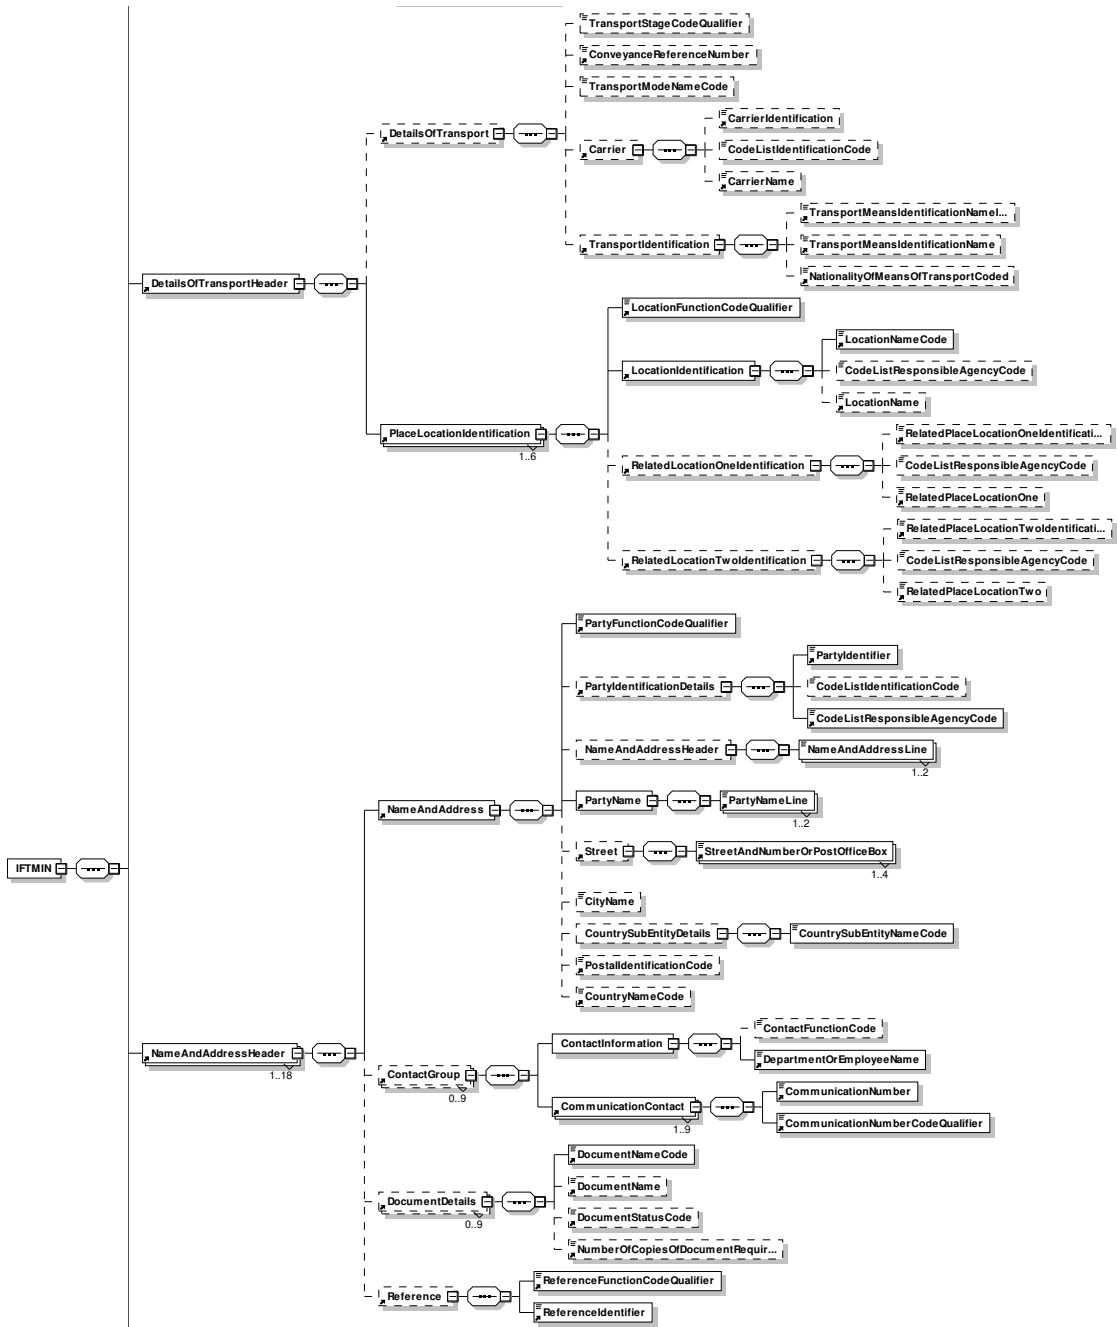 TransportStageCodeQualifier
ConveyanceReferenceNumber
TransportModeNameCode
DetailsOfTransport
CarrierIdentification
Carrier
CodeListIdentificationCode
CarrierName
TransportMeansIdentificationNameI...
TransportIdentification
TransportMeansIdentificationName
NationalityOfMeansOfTransportCoded
DetailsOfTransportHeader
LocationFunctionCodeQualifier
LocationNameCode
LocationIdentification
CodeListResponsibleAgencyCode
LocationName
PlaceLocationIdentification
1..6
RelatedPlaceLocationOneIdentificati...
RelatedLocationOneIdentification
CodeListResponsibleAgencyCode
RelatedPlaceLocationOne
RelatedPlaceLocationTwoIdentificati...
RelatedLocationTwoIdentification
CodeListResponsibleAgencyCode
RelatedPlaceLocationTwo
PartyFunctionCodeQualifier
PartyIdentifier
PartyIdentificationDetails
CodeListIdentificationCode
CodeListResponsibleAgencyCode
NameAndAddressHeader
NameAndAddressLine
1..2
NameAndAddress
PartyName
PartyNameLine
1..2
Street
StreetAndNumberOrPostOfficeBox
1..4
IFTMIN
CityName
CountrySubEntityDetails
CountrySubEntityNameCode
PostalIdentificationCode
CountryNameCode
NameAndAddressHeader
1..18
ContactFunctionCode
ContactInformation
DepartmentOrEmployeeName
ContactGroup
0..9
CommunicationNumber
CommunicationContact
1..9
CommunicationNumberCodeQualifier
DocumentNameCode
DocumentName
DocumentDetails
0..9
DocumentStatusCode
NumberOfCopiesOfDocumentRequir...
ReferenceFunctionCodeQualifier
Reference
ReferenceIdentifier